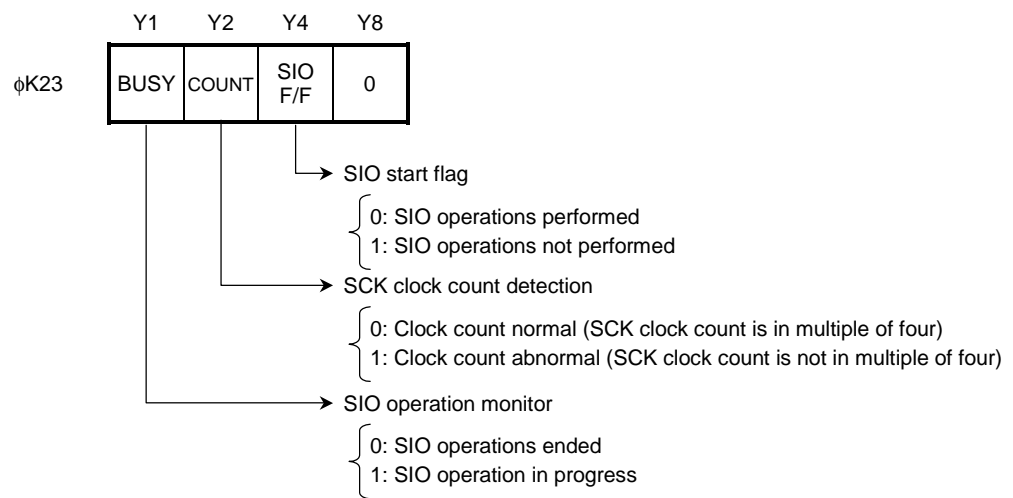 Y1 Y2 Y4 Y8
ϕK23 BUSY COUNT SIO F/F 0
SIO start flag
0: SIO operations performed
1: SIO operations not performed
SCK clock count detection
0: Clock count normal (SCK clock count is in multiple of four)
1: Clock count abnormal (SCK clock count is not in multiple of four)
SIO operation monitor
0: SIO operations ended
1: SIO operation in progress